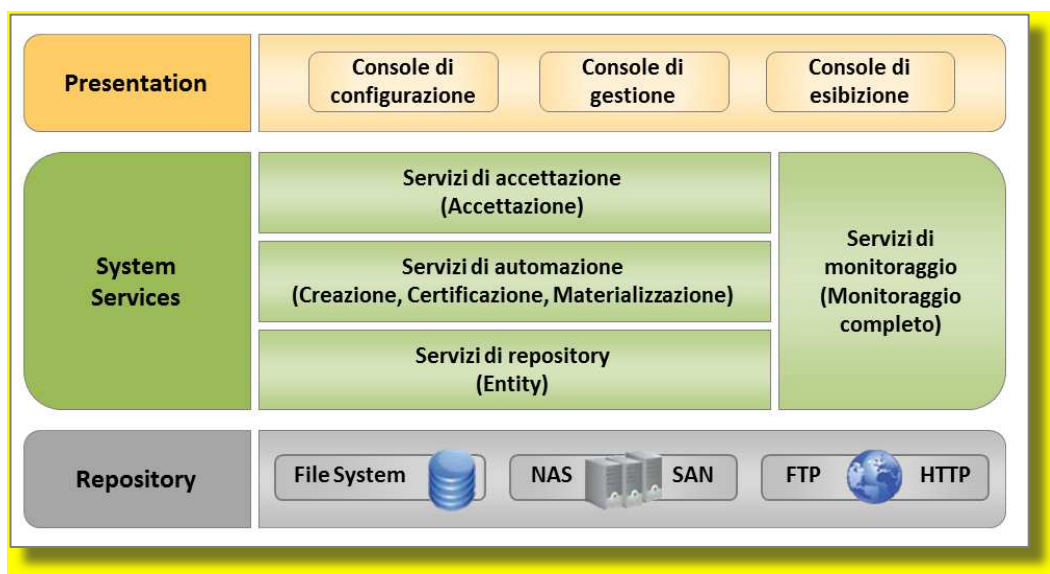 Presentation
Console di
configurazione
Console di
gestione
Console di
esibizione
System
Services
Servizi di accettazione
(Accettazione)
Servizi di automazione
(Creazione, Certificazione, Materializzazione)
Servizi di repository
(Entity)
Servizi di
monitoraggio
(Monitoraggio
completo)
Repository
File System
NAS
SAN
FTP
HTTP